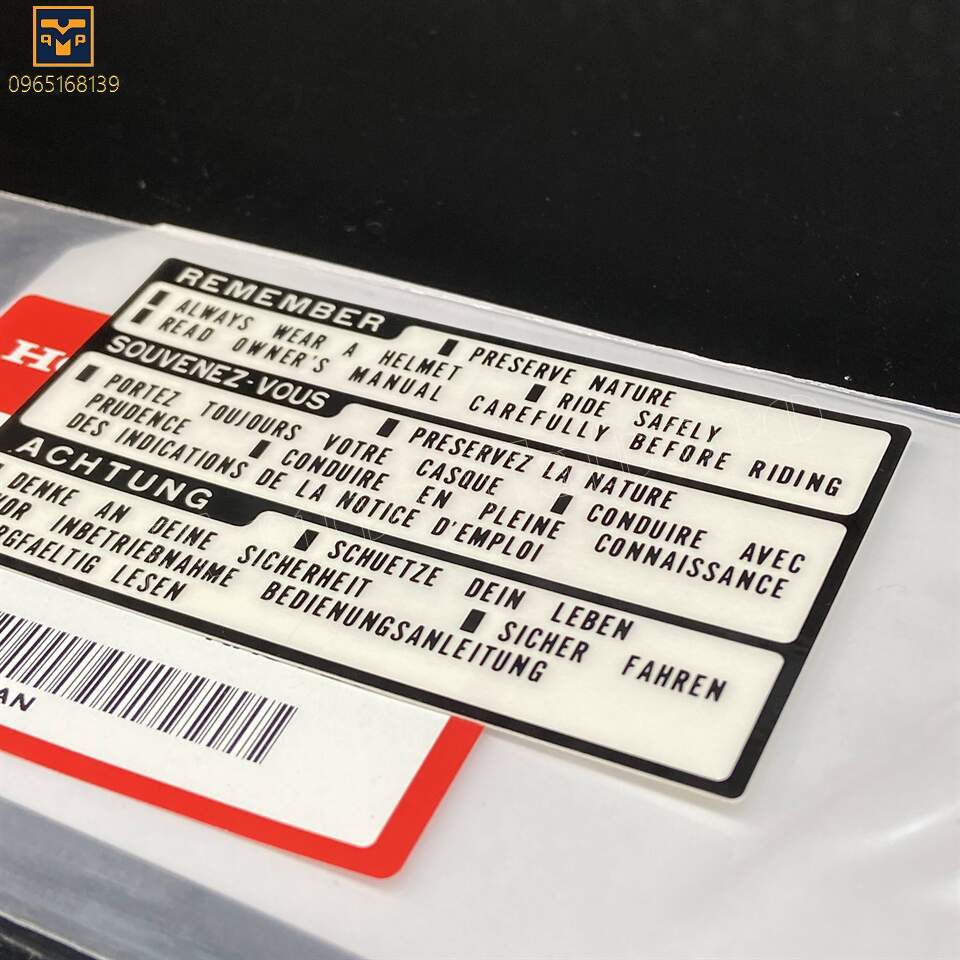 QMP
0965168139
REMEMBER
ALWAYS WEAR A HELMET PRESERVE NATURE RIDE SAFELY
READ OWNER'S MANUAL CAREFULLY BEFORE RIDING
SOUVENEZ-VOUS
PORTEZ TOUJOURS VOTRE CASQUE PRESERVEZ LA NATURE CONDUIRE AVEC
PRUDENCE CONDUIRE EN PLEINE CONNAISSANCE
DES INDICATIONS DE LA NOTICE D'EMPLOI
ACHTUNG
DENKE AN DEINE SICHERHEIT SCHUETZE DEIN LEBEN SICHER FAHREN
VOR INBETRIEBNAHME BEDIENUNGSANLEITUNG
LESEN